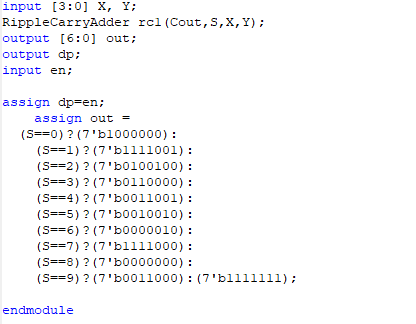 input [3:0] X, Y;
RippleCarryAdder rc1(Cout,S,X,Y);
output [6:0] out;
output dp;
input en;
assign dp=en;
assign out =
(S==0)?(7'b1000000):
(S==1)?(7'b1111001):
(S==2)?(7'b0100100):
(S==3)?(7'b0110000):
(S==4)?(7'b0011001):
(S==5)?(7'b0010010):
(S==6)?(7'b0000010):
(S==7)?(7'b1111000):
(S==8)?(7'b0000000):
(S==9)?(7'b0011000):(7'b1111111);
endmodule